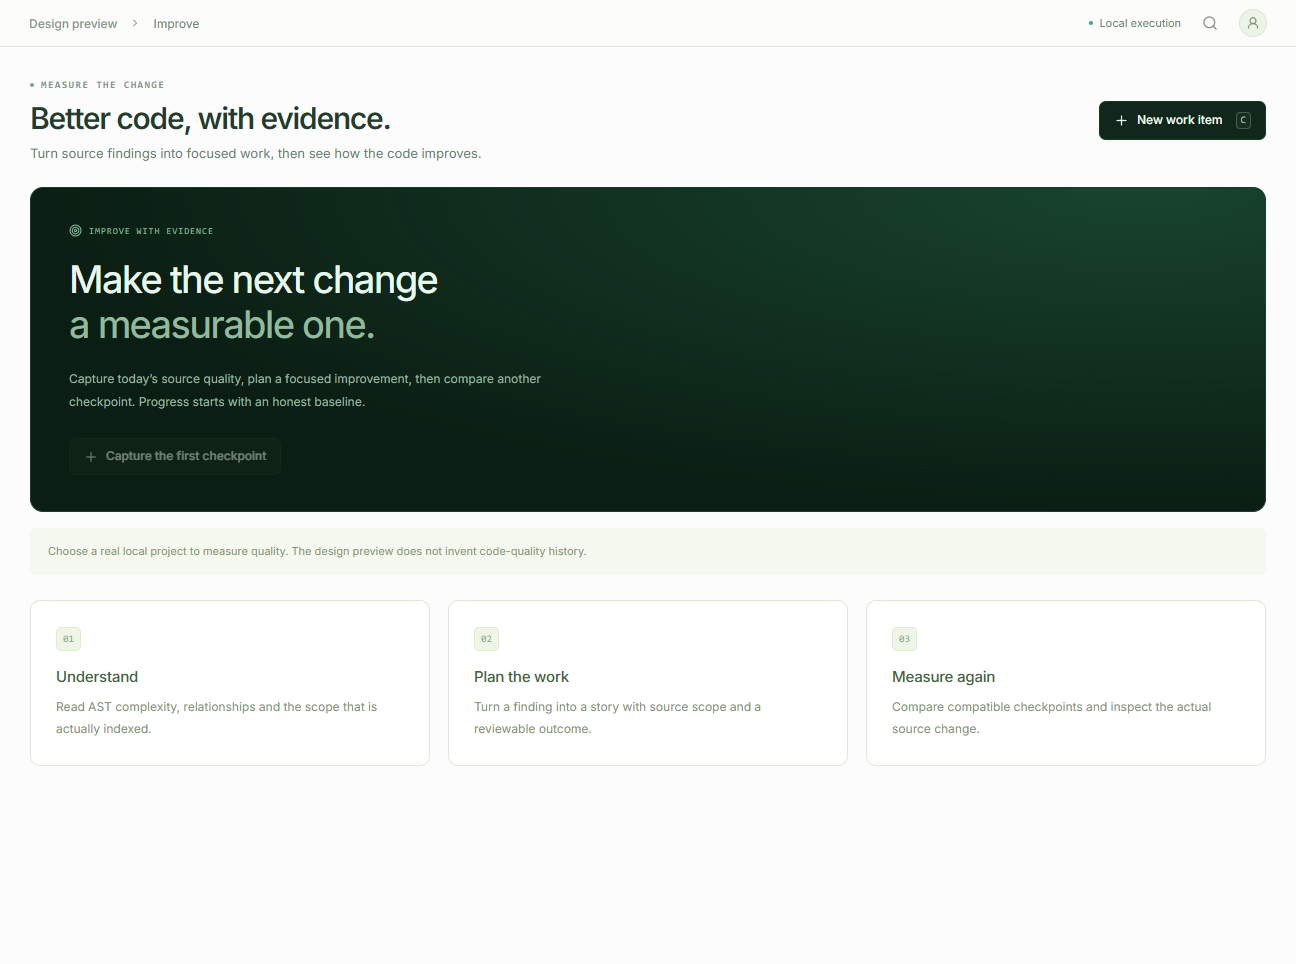 Design preview > Improve
Local execution
MEASURE THE CHANGE
Better code, with evidence.
Turn source findings into focused work, then see how the code improves.
New work item C
IMPROVE WITH EVIDENCE
Make the next change
a measurable one.
Capture today’s source quality, plan a focused improvement, then compare another
checkpoint. Progress starts with an honest baseline.
Capture the first checkpoint
Choose a real local project to measure quality. The design preview does not invent code-quality history.
01
Understand
Read AST complexity, relationships and the scope that is
actually indexed.
02
Plan the work
Turn a finding into a story with source scope and a
reviewable outcome.
03
Measure again
Compare compatible checkpoints and inspect the actual
source change.